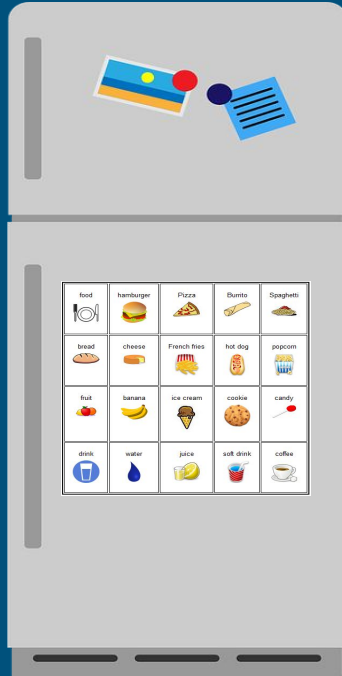 food hamburger Pizza Burrito Spaghetti
bread cheese French fries hot dog popcorn
fruit banana ice cream cookie candy
drink water juice soft drink coffee